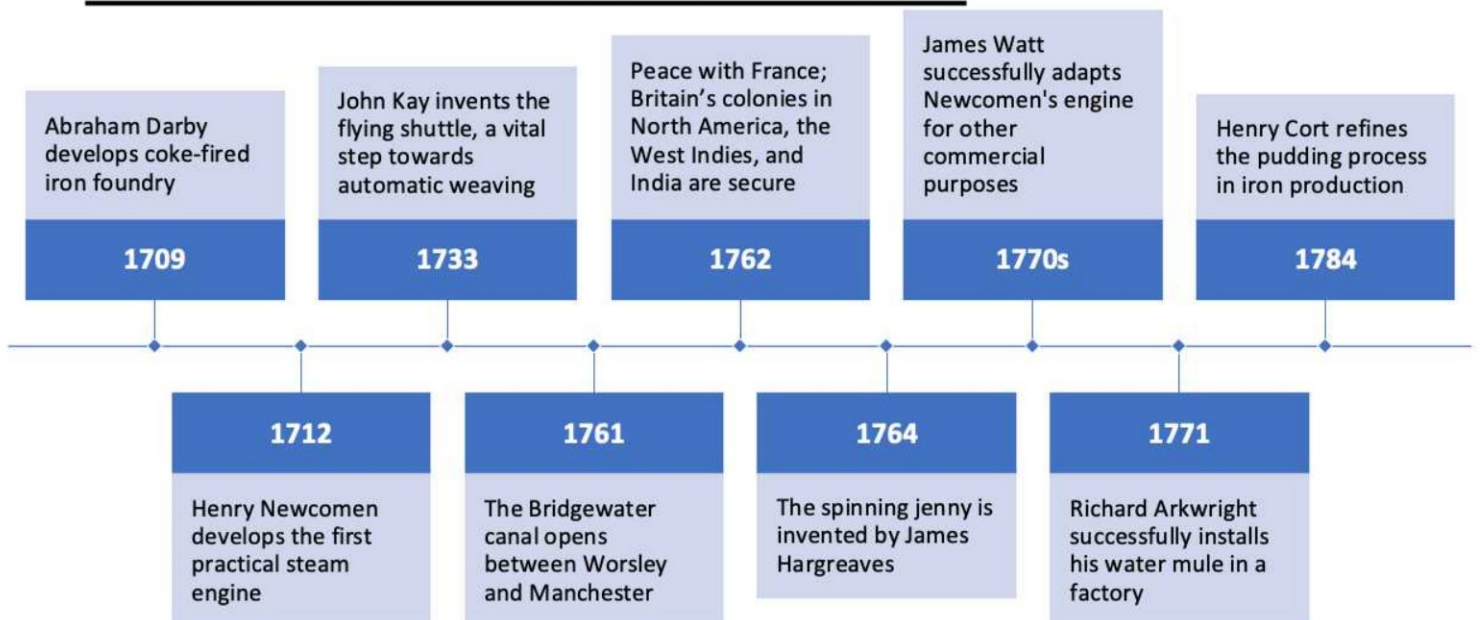 Abraham Darby
develops coke-fired
iron foundry
1709
1712
Henry Newcomen
develops the first
practical steam
engine
John Kay invents the
flying shuttle, a vital
step towards
automatic weaving
1733
1761
The Bridgewater
canal opens
between Worsley
and Manchester
Peace with France;
Britain’s colonies in
North America, the
West Indies, and
India are secure
1762
1764
The spinning jenny is
invented by James
Hargreaves
James Watt
successfully adapts
Newcomen's engine
for other
commercial
purposes
1770s
1771
Richard Arkwright
successfully installs
his water mule in a
factory
Henry Cort refines
the pudding process
in iron production
1784